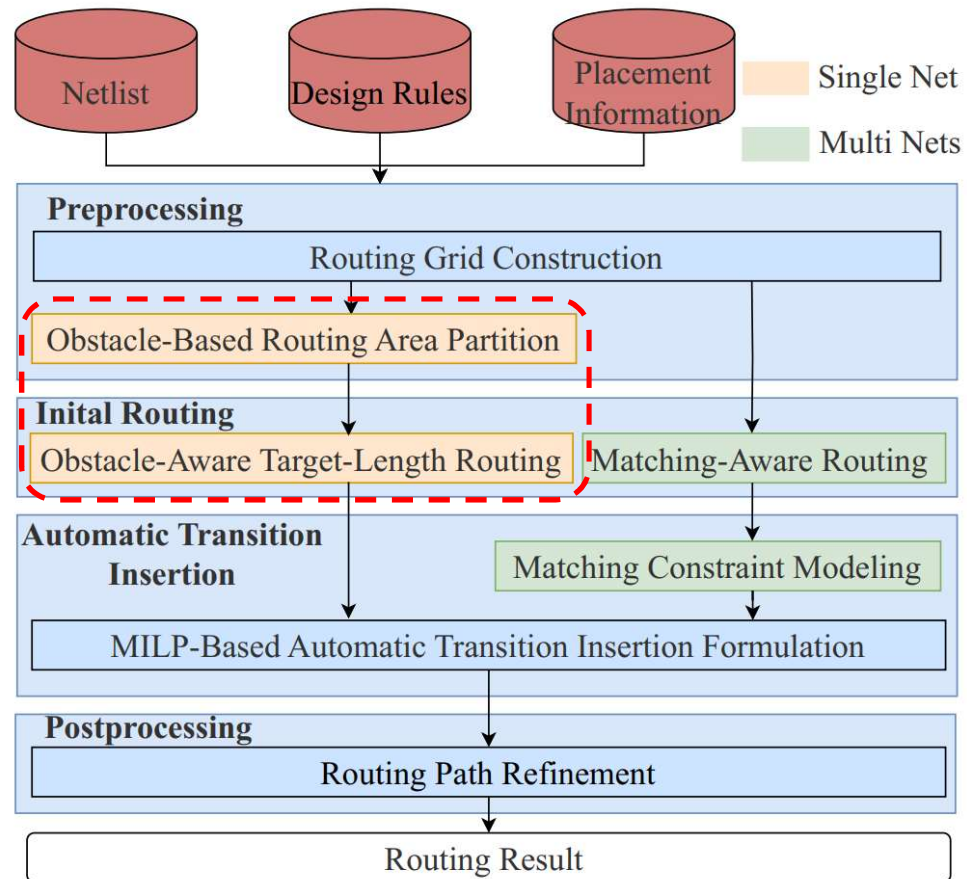 Netlist
Design Rules
Placement
Information
Single Net
Multi Nets
Preprocessing
Routing Grid Construction
Obstacle-Based Routing Area Partition
Inital Routing
Obstacle-Aware Target-Length Routing
Matching-Aware Routing
Automatic Transition
Insertion
Matching Constraint Modeling
MILP-Based Automatic Transition Insertion Formulation
Postprocessing
Routing Path Refinement
Routing Result